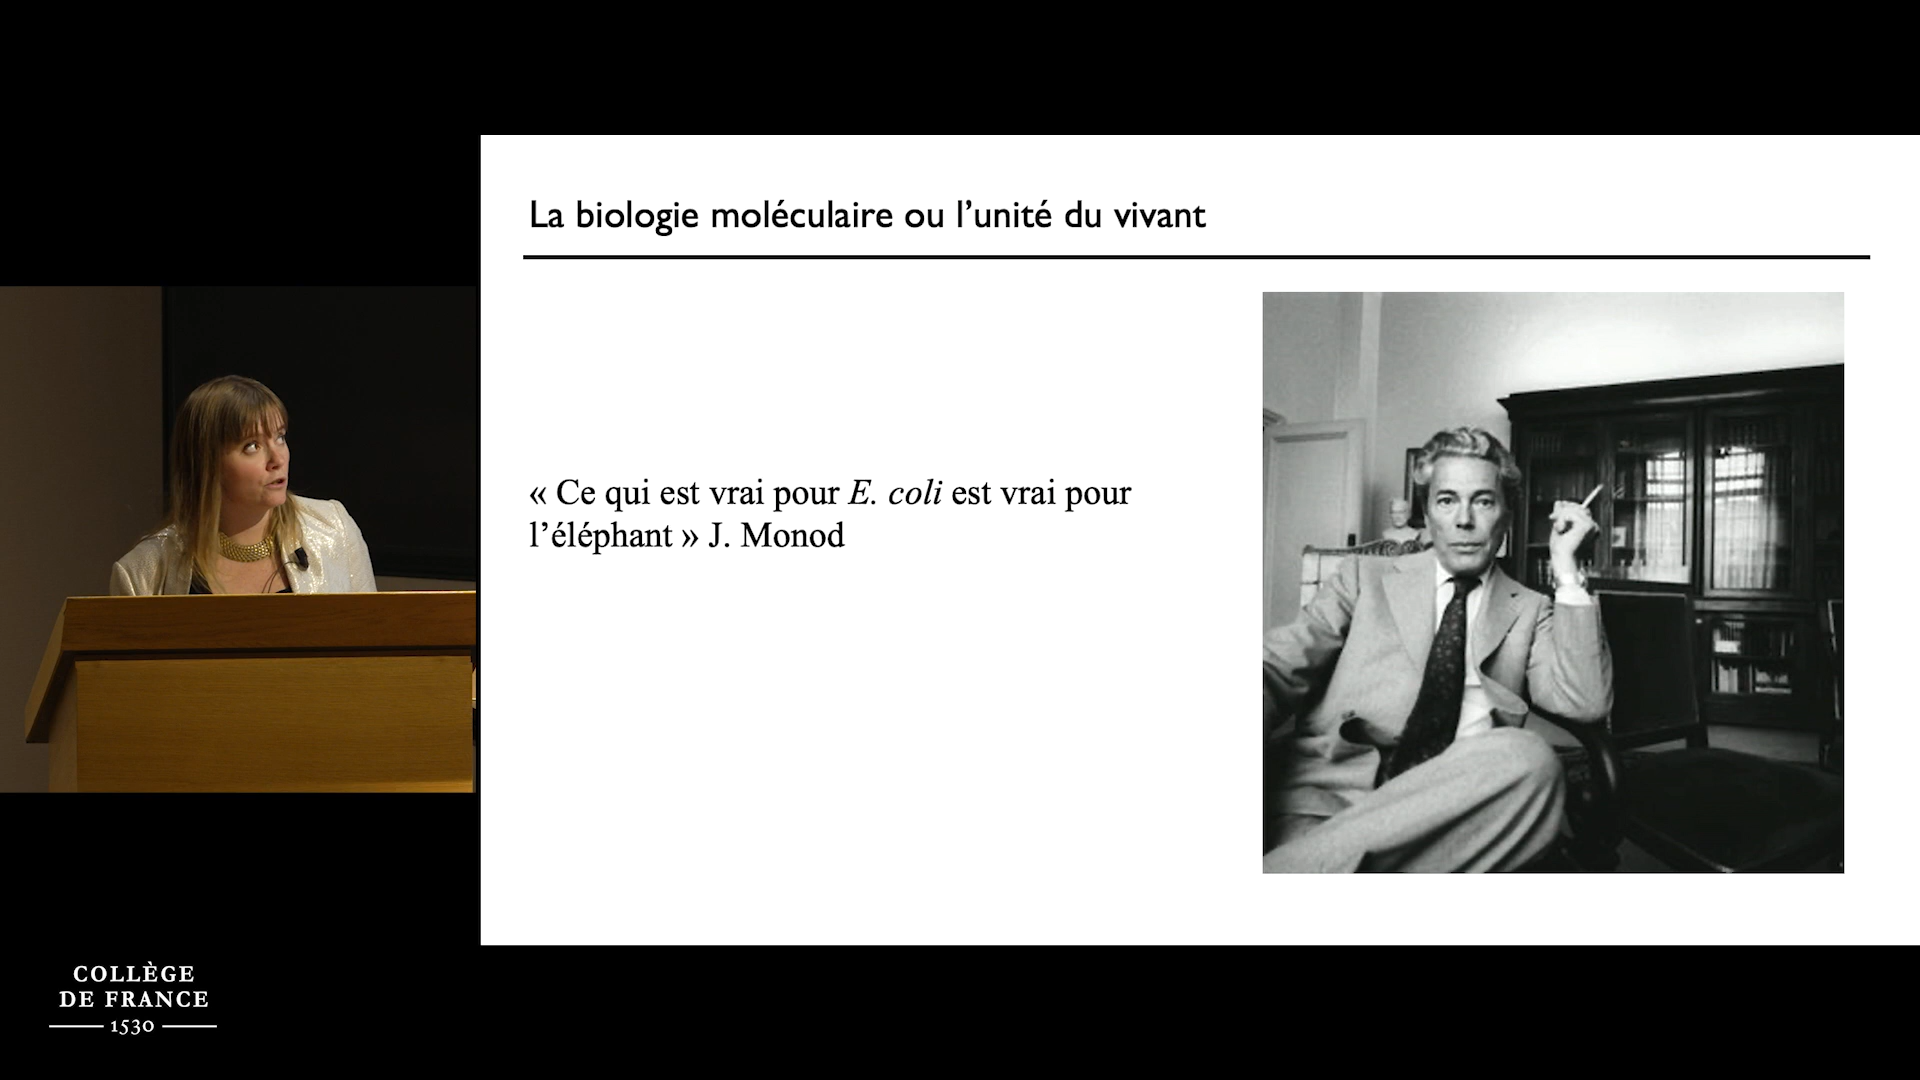 La biologie moléculaire ou l’unité du vivant
« Ce qui est vrai pour E. coli est vrai pour
l’éléphant » J. Monod
COLLÈGE
DE FRANCE
1530